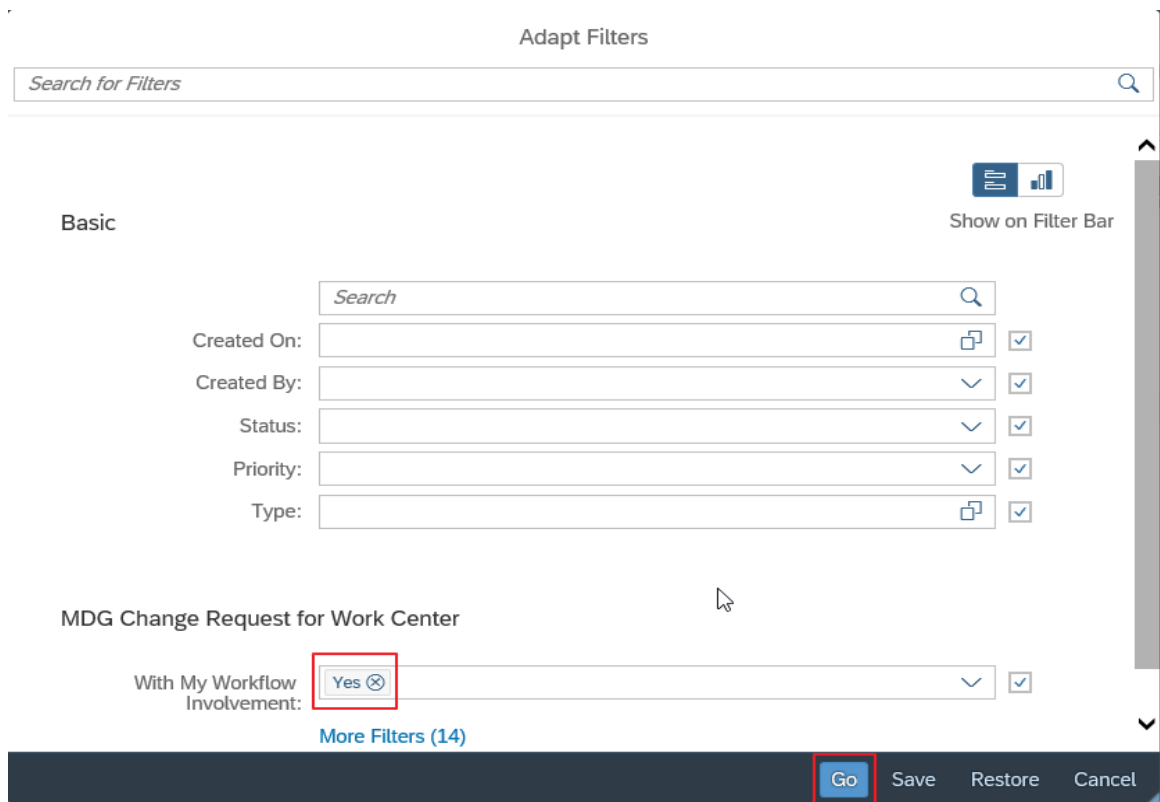 Adapt Filters
Search for Filters
Basic
Show on Filter Bar
Search
Created On:
Created By:
Status:
Priority:
Type:
MDG Change Request for Work Center
With My Workflow
Involvement:
Yes
More Filters (14)
Go Save Restore Cancel